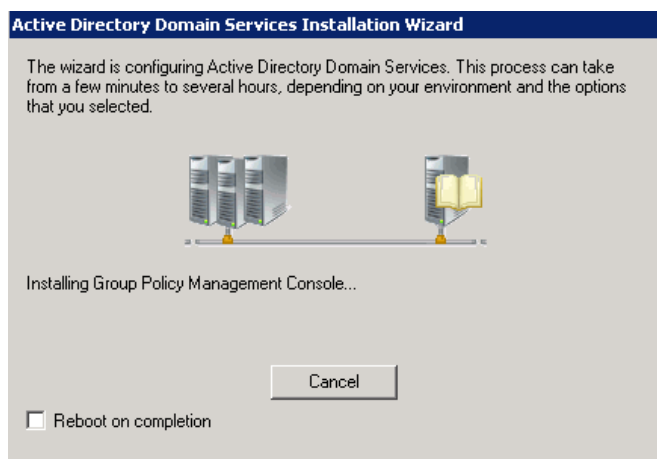 Active Directory Domain Services Installation Wizard
The wizard is configuring Active Directory Domain Services. This process can take
from a few minutes to several hours, depending on your environment and the options
that you selected.
Installing Group Policy Management Console...
Cancel
Reboot on completion